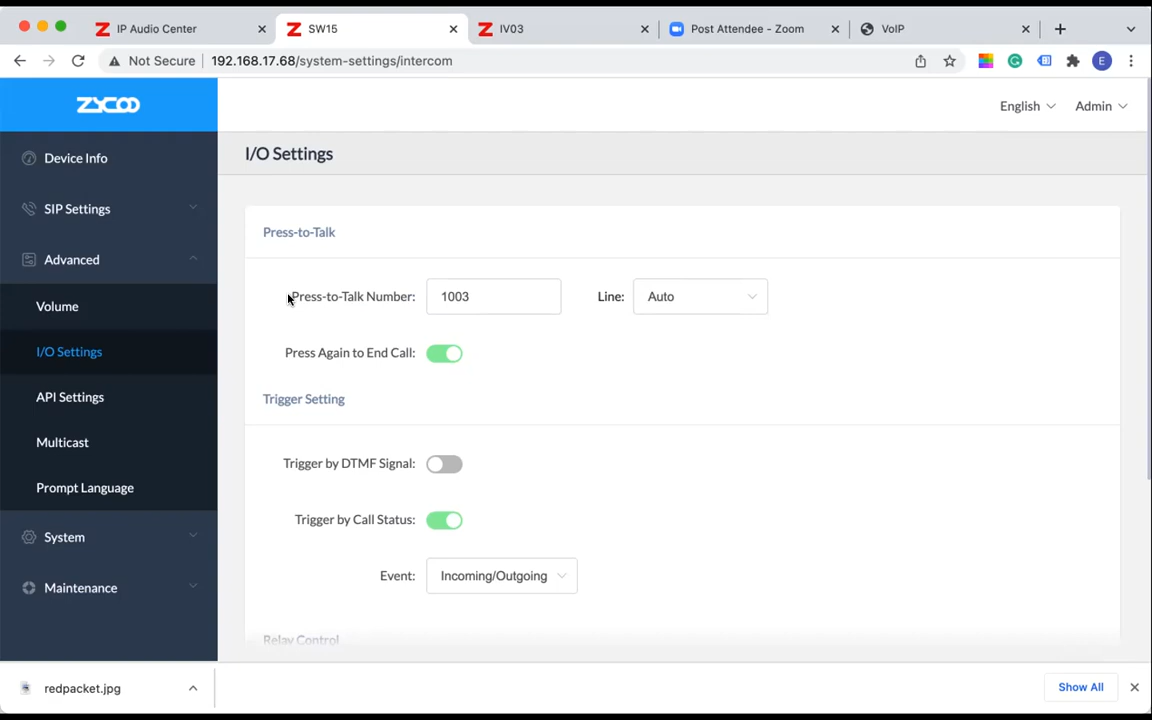 IP Audio Center
SW15
IV03
Post Attendee - Zoom
VoIP
Not Secure
192.168.17.68/system-settings/intercom
E
ZYCOO
English
Admin
Device Info
SIP Settings
Advanced
Volume
I/O Settings
API Settings
Multicast
Prompt Language
System
Maintenance
I/O Settings
Press-to-Talk
Press-to-Talk Number: 1003 Line: Auto
Press Again to End Call:
Trigger Setting
Trigger by DTMF Signal:
Trigger by Call Status:
Event: Incoming/Outgoing
Relay Control
redpacket.jpg
Show All